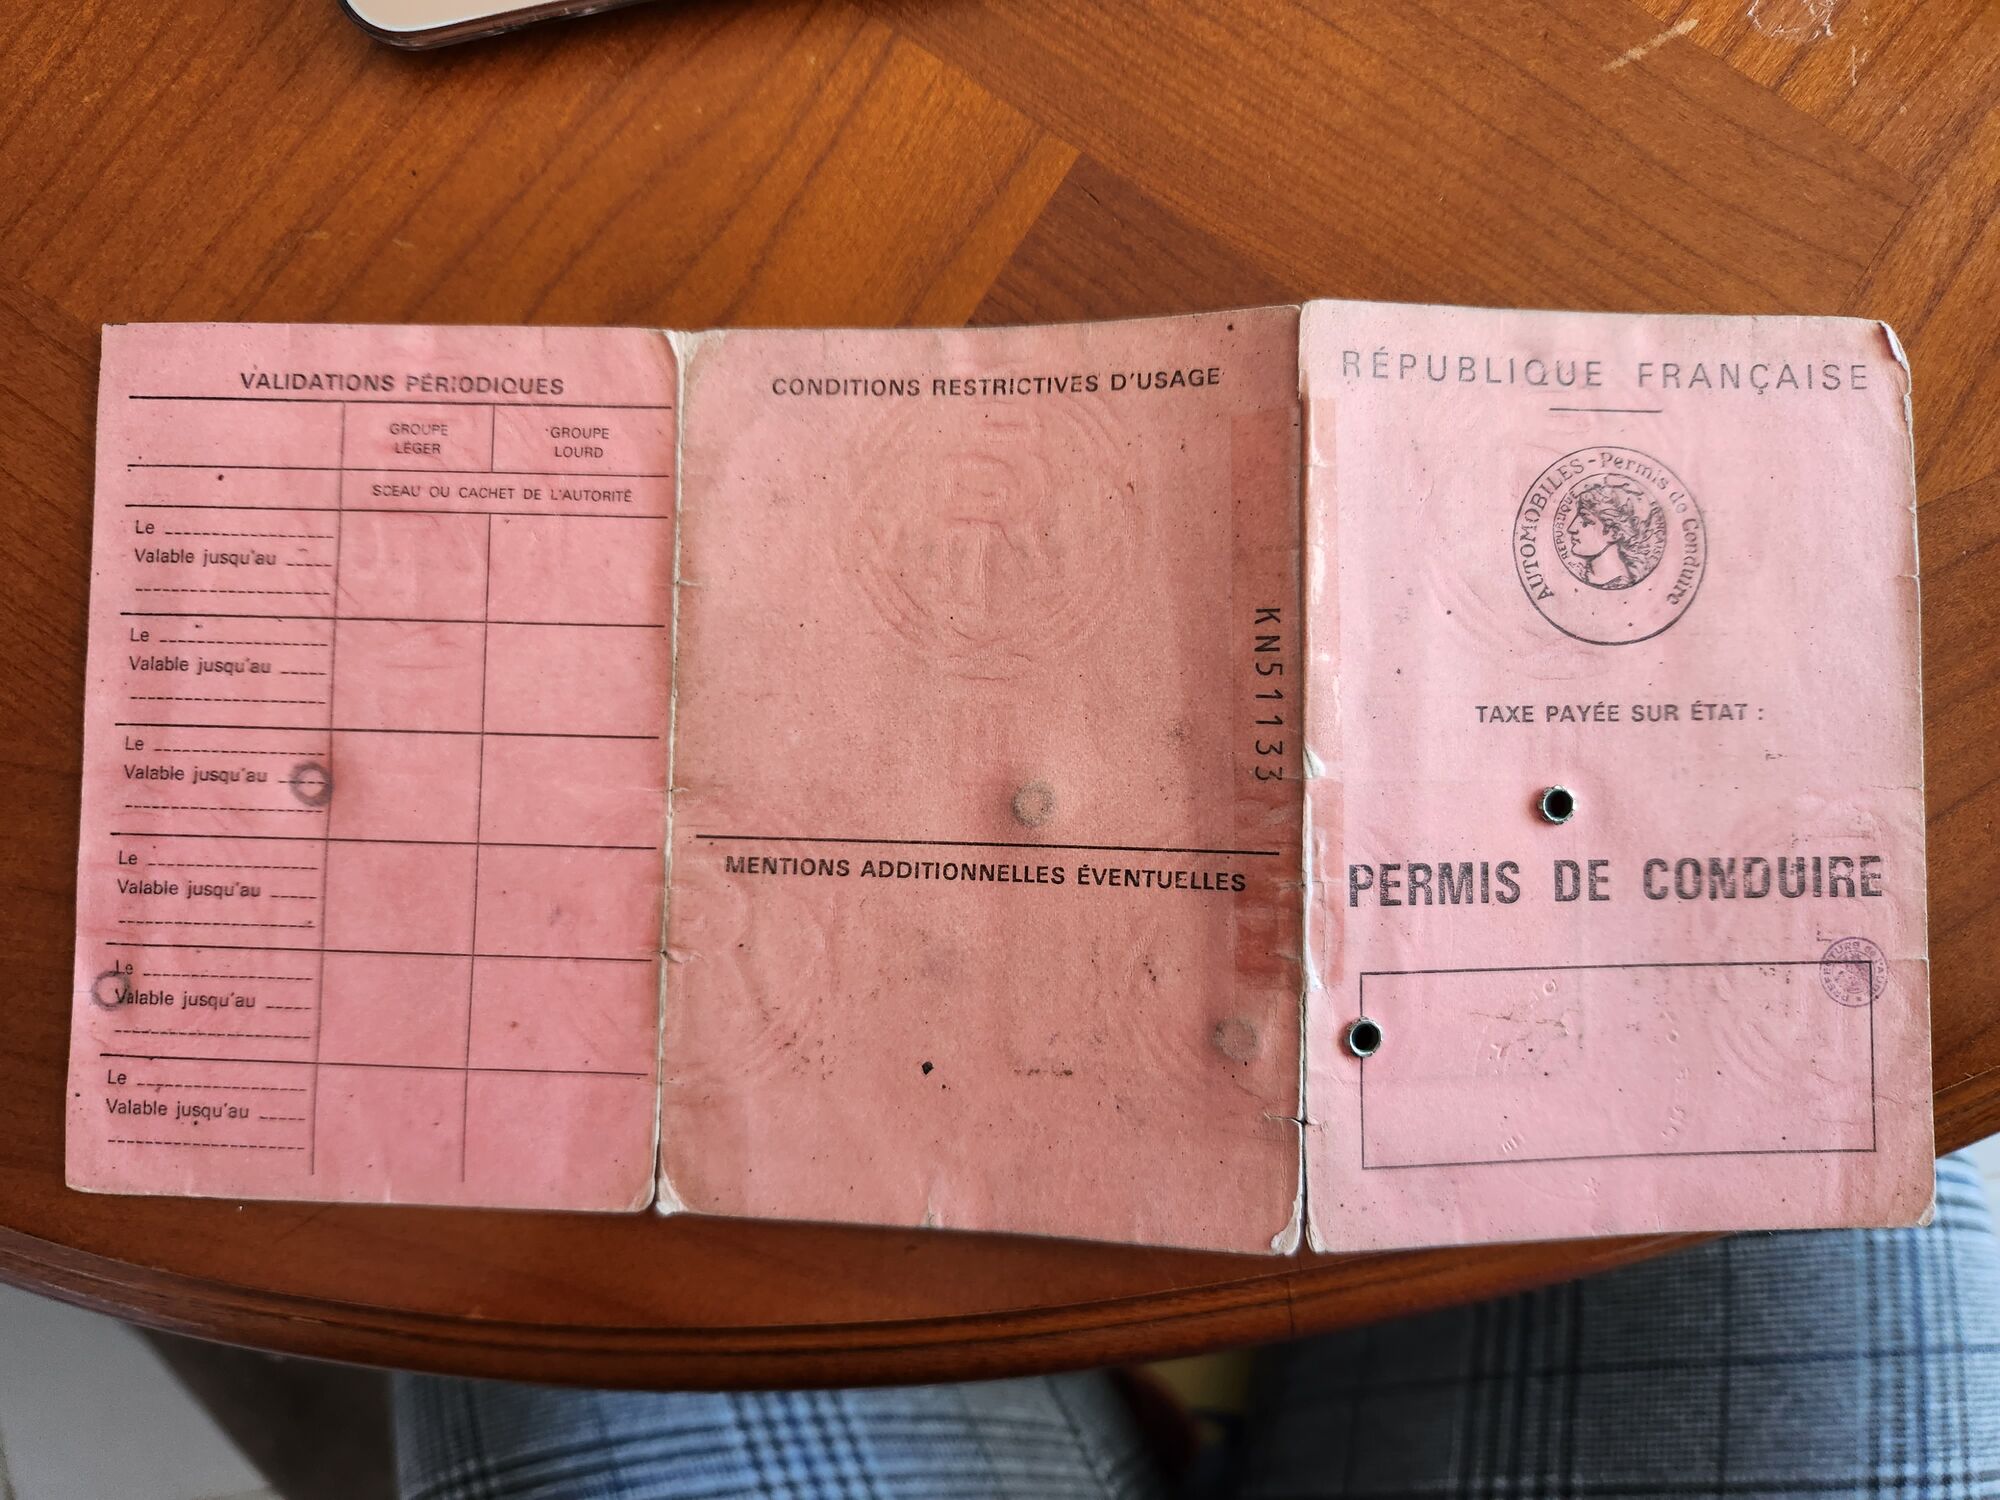 VALIDATIONS PÉRIODIQUES
GROUPE LÉGER
GROUPE LOURD
SCEAU OU CACHET DE L'AUTORITÉ
Le
Valable jusqu'au
Le
Valable jusqu'au
Le
Valable jusqu'au
Le
Valable jusqu'au
Le
Valable jusqu'au
Le
Valable jusqu'au
CONDITIONS RESTRICTIVES D'USAGE
KN51133
MENTIONS ADDITIONNELLES ÉVENTUELLES
RÉPUBLIQUE FRANÇAISE
AUTOMOBILES - Permis de Conduire
RÉPUBLIQUE FRANÇAISE
TAXE PAYÉE SUR ÉTAT :
PERMIS DE CONDUIRE